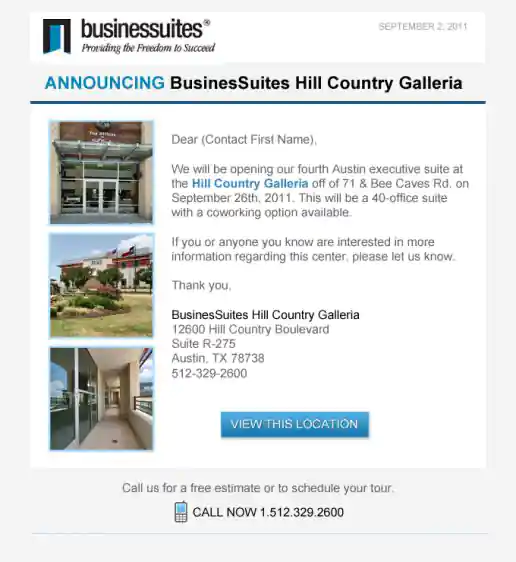 businessuites®
Providing the Freedom to Succeed
SEPTEMBER 2, 2011
ANNOUNCING BusinesSuites Hill Country Galleria
Dear (Contact First Name),
We will be opening our fourth Austin executive suite at
the Hill Country Galleria off of 71 & Bee Caves Rd. on
September 26th, 2011. This will be a 40-office suite
with a coworking option available.
If you or anyone you know are interested in more
information regarding this center, please let us know.
Thank you,
BusinesSuites Hill Country Galleria
12600 Hill Country Boulevard
Suite R-275
Austin, TX 78738
512-329-2600
VIEW THIS LOCATION
Call us for a free estimate or to schedule your tour.
CALL NOW 1.512.329.2600